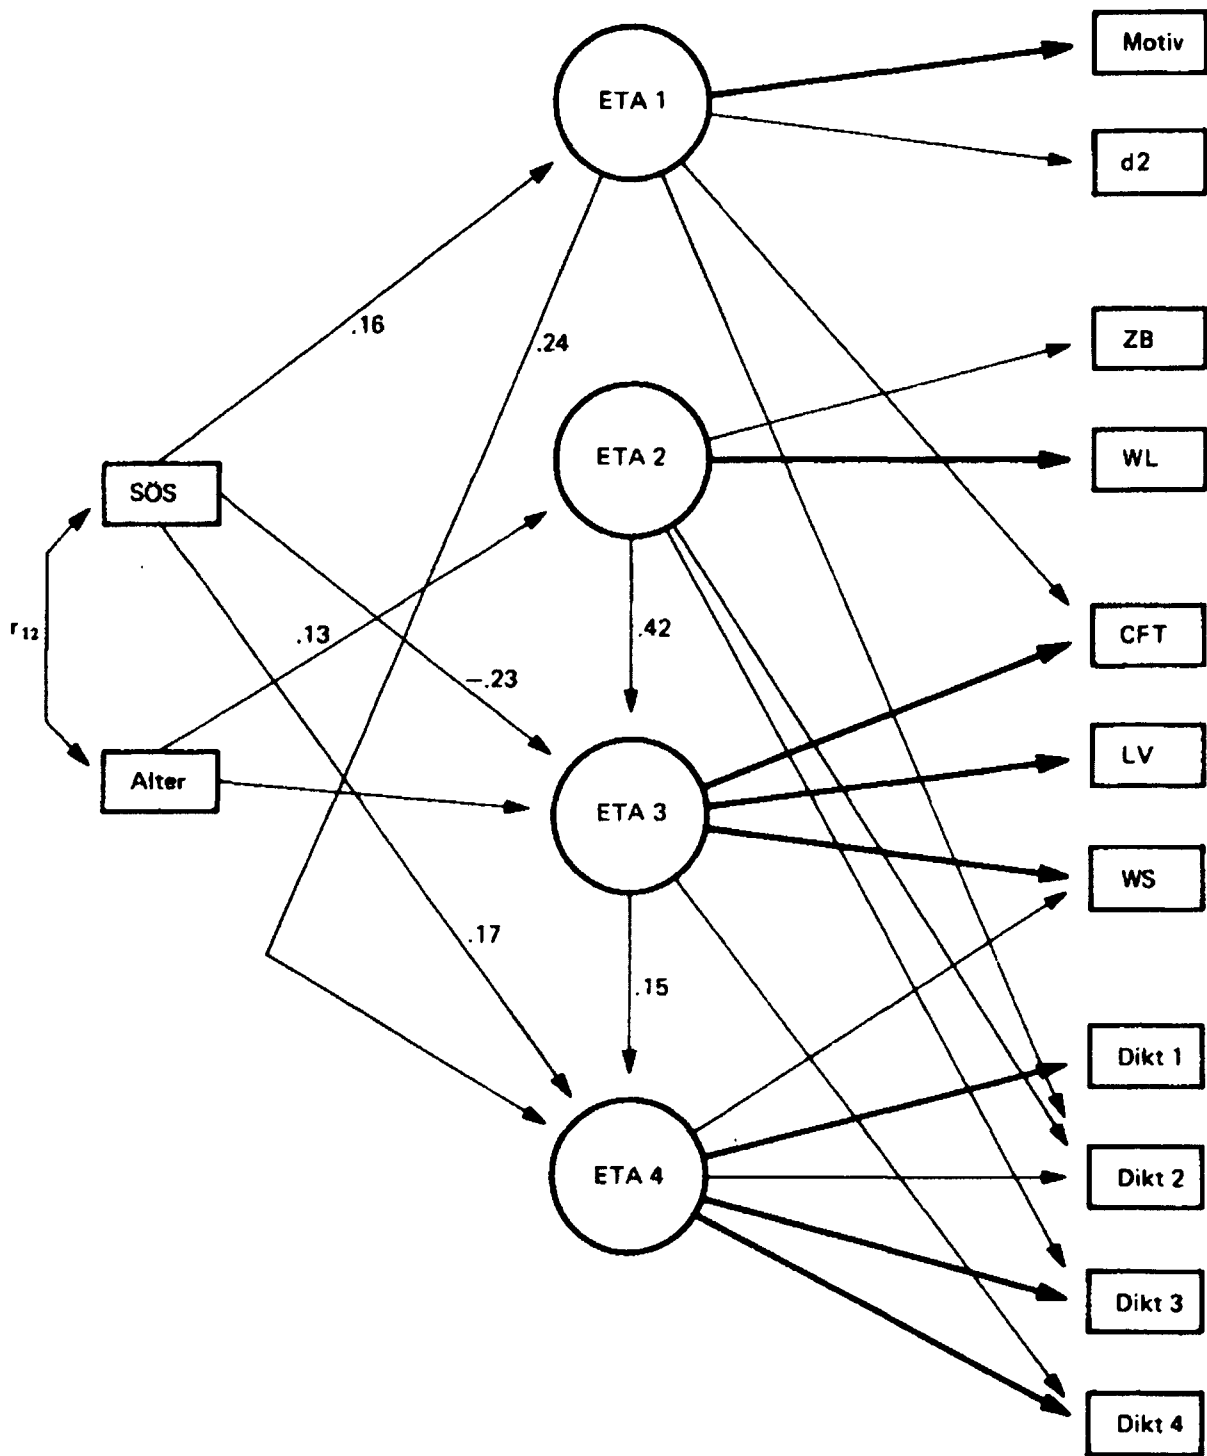 Motiv
ETA 1
d2
.16
.24
ZB
ETA 2
WL
SÖS
r12
.13
.42
CFT
−.23
Alter
LV
ETA 3
WS
.17
.15
Dikt 1
ETA 4
Dikt 2
Dikt 3
Dikt 4